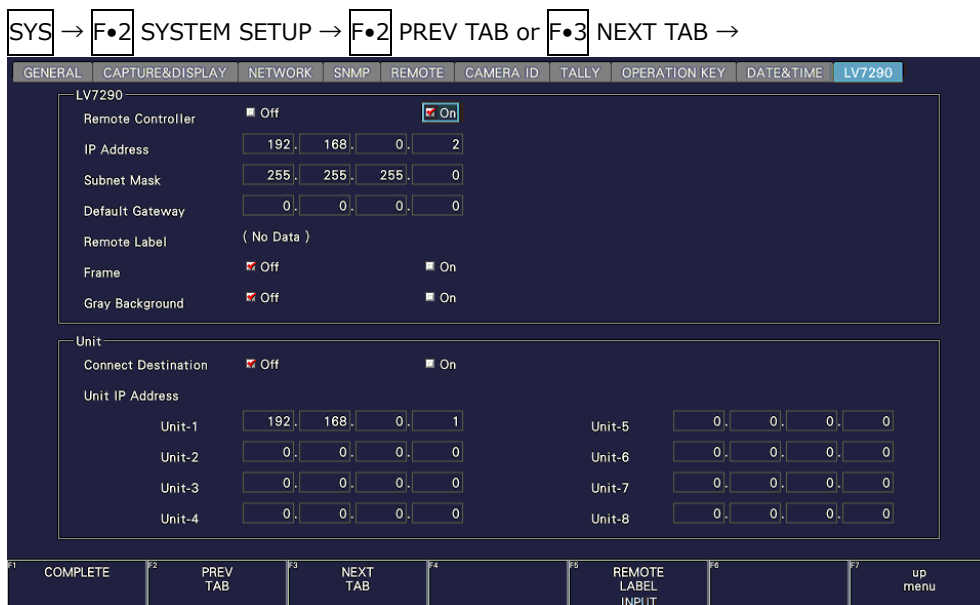 SYS → F•2 SYSTEM SETUP → F•2 PREV TAB or F•3 NEXT TAB →
GENERAL CAPTURE&DISPLAY NETWORK SNMP REMOTE CAMERA ID TALLY OPERATION KEY DATE&TIME LV7290
LV7290
Remote Controller Off On
IP Address 192. 168. 0. 2
Subnet Mask 255. 255. 255. 0
Default Gateway 0. 0. 0. 0
Remote Label ( No Data )
Frame Off On
Gray Background Off On
Unit
Connect Destination Off On
Unit IP Address
Unit-1 192. 168. 0. 1 Unit-5 0. 0. 0. 0
Unit-2 0. 0. 0. 0 Unit-6 0. 0. 0. 0
Unit-3 0. 0. 0. 0 Unit-7 0. 0. 0. 0
Unit-4 0. 0. 0. 0 Unit-8 0. 0. 0. 0
F1 COMPLETE F2 PREV TAB F3 NEXT TAB F4 F5 REMOTE LABEL INPUT F6 F7 up menu